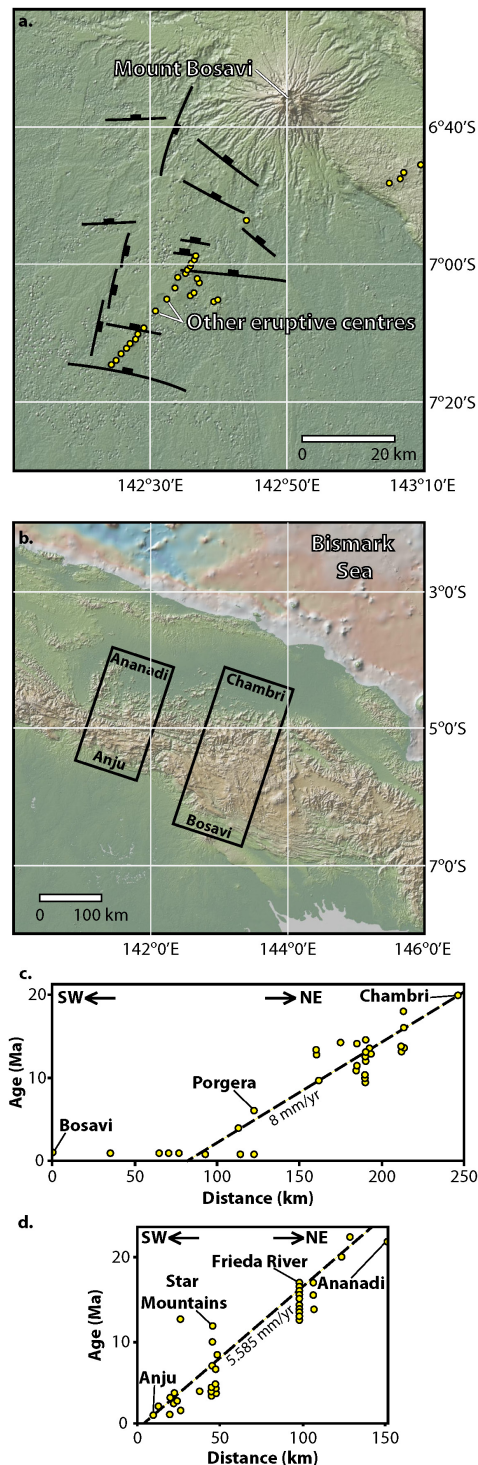 a.
Mount Bosavi
6°40'S
7°00'S
Other eruptive centres
7°20'S
0 20 km
142°30'E 142°50'E 143°10'E
b.
Bismark
Sea
3°0'S
Ananadi
Chambri
5°0'S
Anju
Bosavi
7°0'S
0 100 km
142°0'E 144°0'E 146°0'E
c.
20
SW NE Chambri
Age (Ma)
10
Porgera
8 mm/yr
Bosavi
0
0 50 100 150 200 250
Distance (km)
d.
SW NE
20
Frieda River
Star
Mountains
Ananadi
Age (Ma)
10
5.585 mm/yr
Anju
0
0 50 100 150
Distance (km)